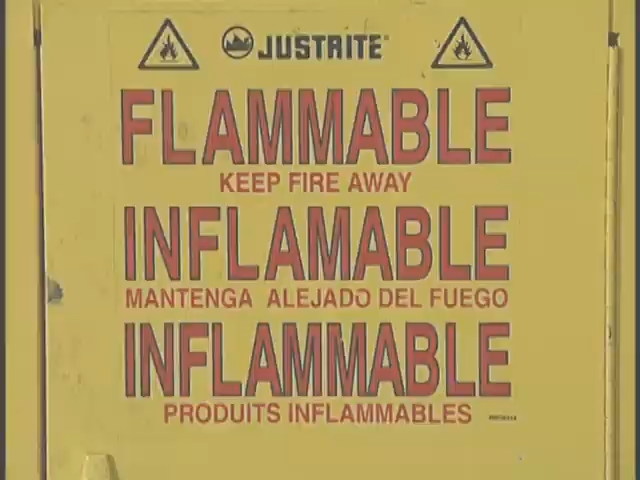 JUSTRITE®
FLAMMABLE
KEEP FIRE AWAY
INFLAMABLE
MANTENGA ALEJADO DEL FUEGO
INFLAMMABLE
PRODUITS INFLAMMABLES